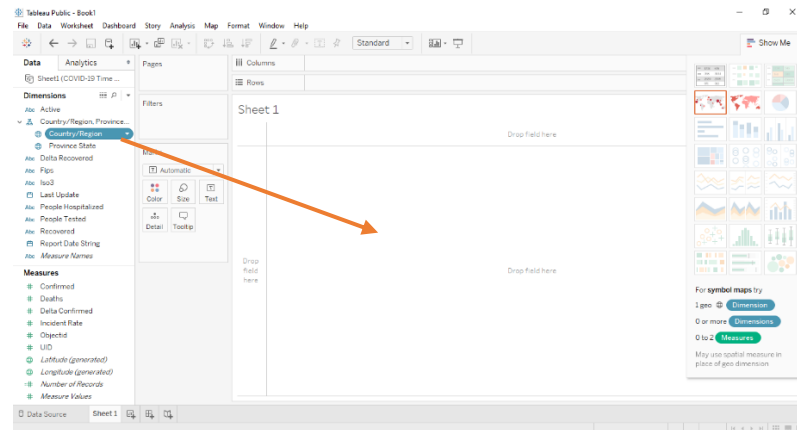 Tableau Public - Book1
File Data Worksheet Dashboard Story Analysis Map Format Window Help
Standard
Show Me
Data Analytics
Sheet1 (COVID-19 Time ...
Dimensions
Abc Active
Country/Region, Province...
Country/Region
Province State
Abc Delta Recovered
Abc Fips
Abc Iso3
Last Update
Abc People Hospitalized
Abc People Tested
Abc Recovered
Report Date String
Abc Measure Names
Measures
# Confirmed
# Deaths
# Delta Confirmed
# Incident Rate
# Objectid
# UID
Latitude (generated)
Longitude (generated)
=# Number of Records
# Measure Values
Pages
Filters
Automatic
Color Size Text
Detail Tooltip
Columns
Rows
Sheet 1
Drop field here
Drop
field
here
Drop field here
For symbol maps try
1 geo Dimension
0 or more Dimensions
0 to 2 Measures
May use spatial measure in
place of geo dimension
Data Source Sheet 1